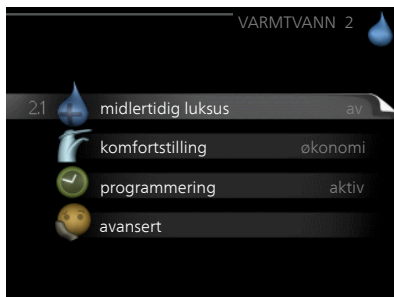 VARMTVANN 2
2.1 midlertidig luksus av
komfortstilling økonomi
programmering aktiv
avansert